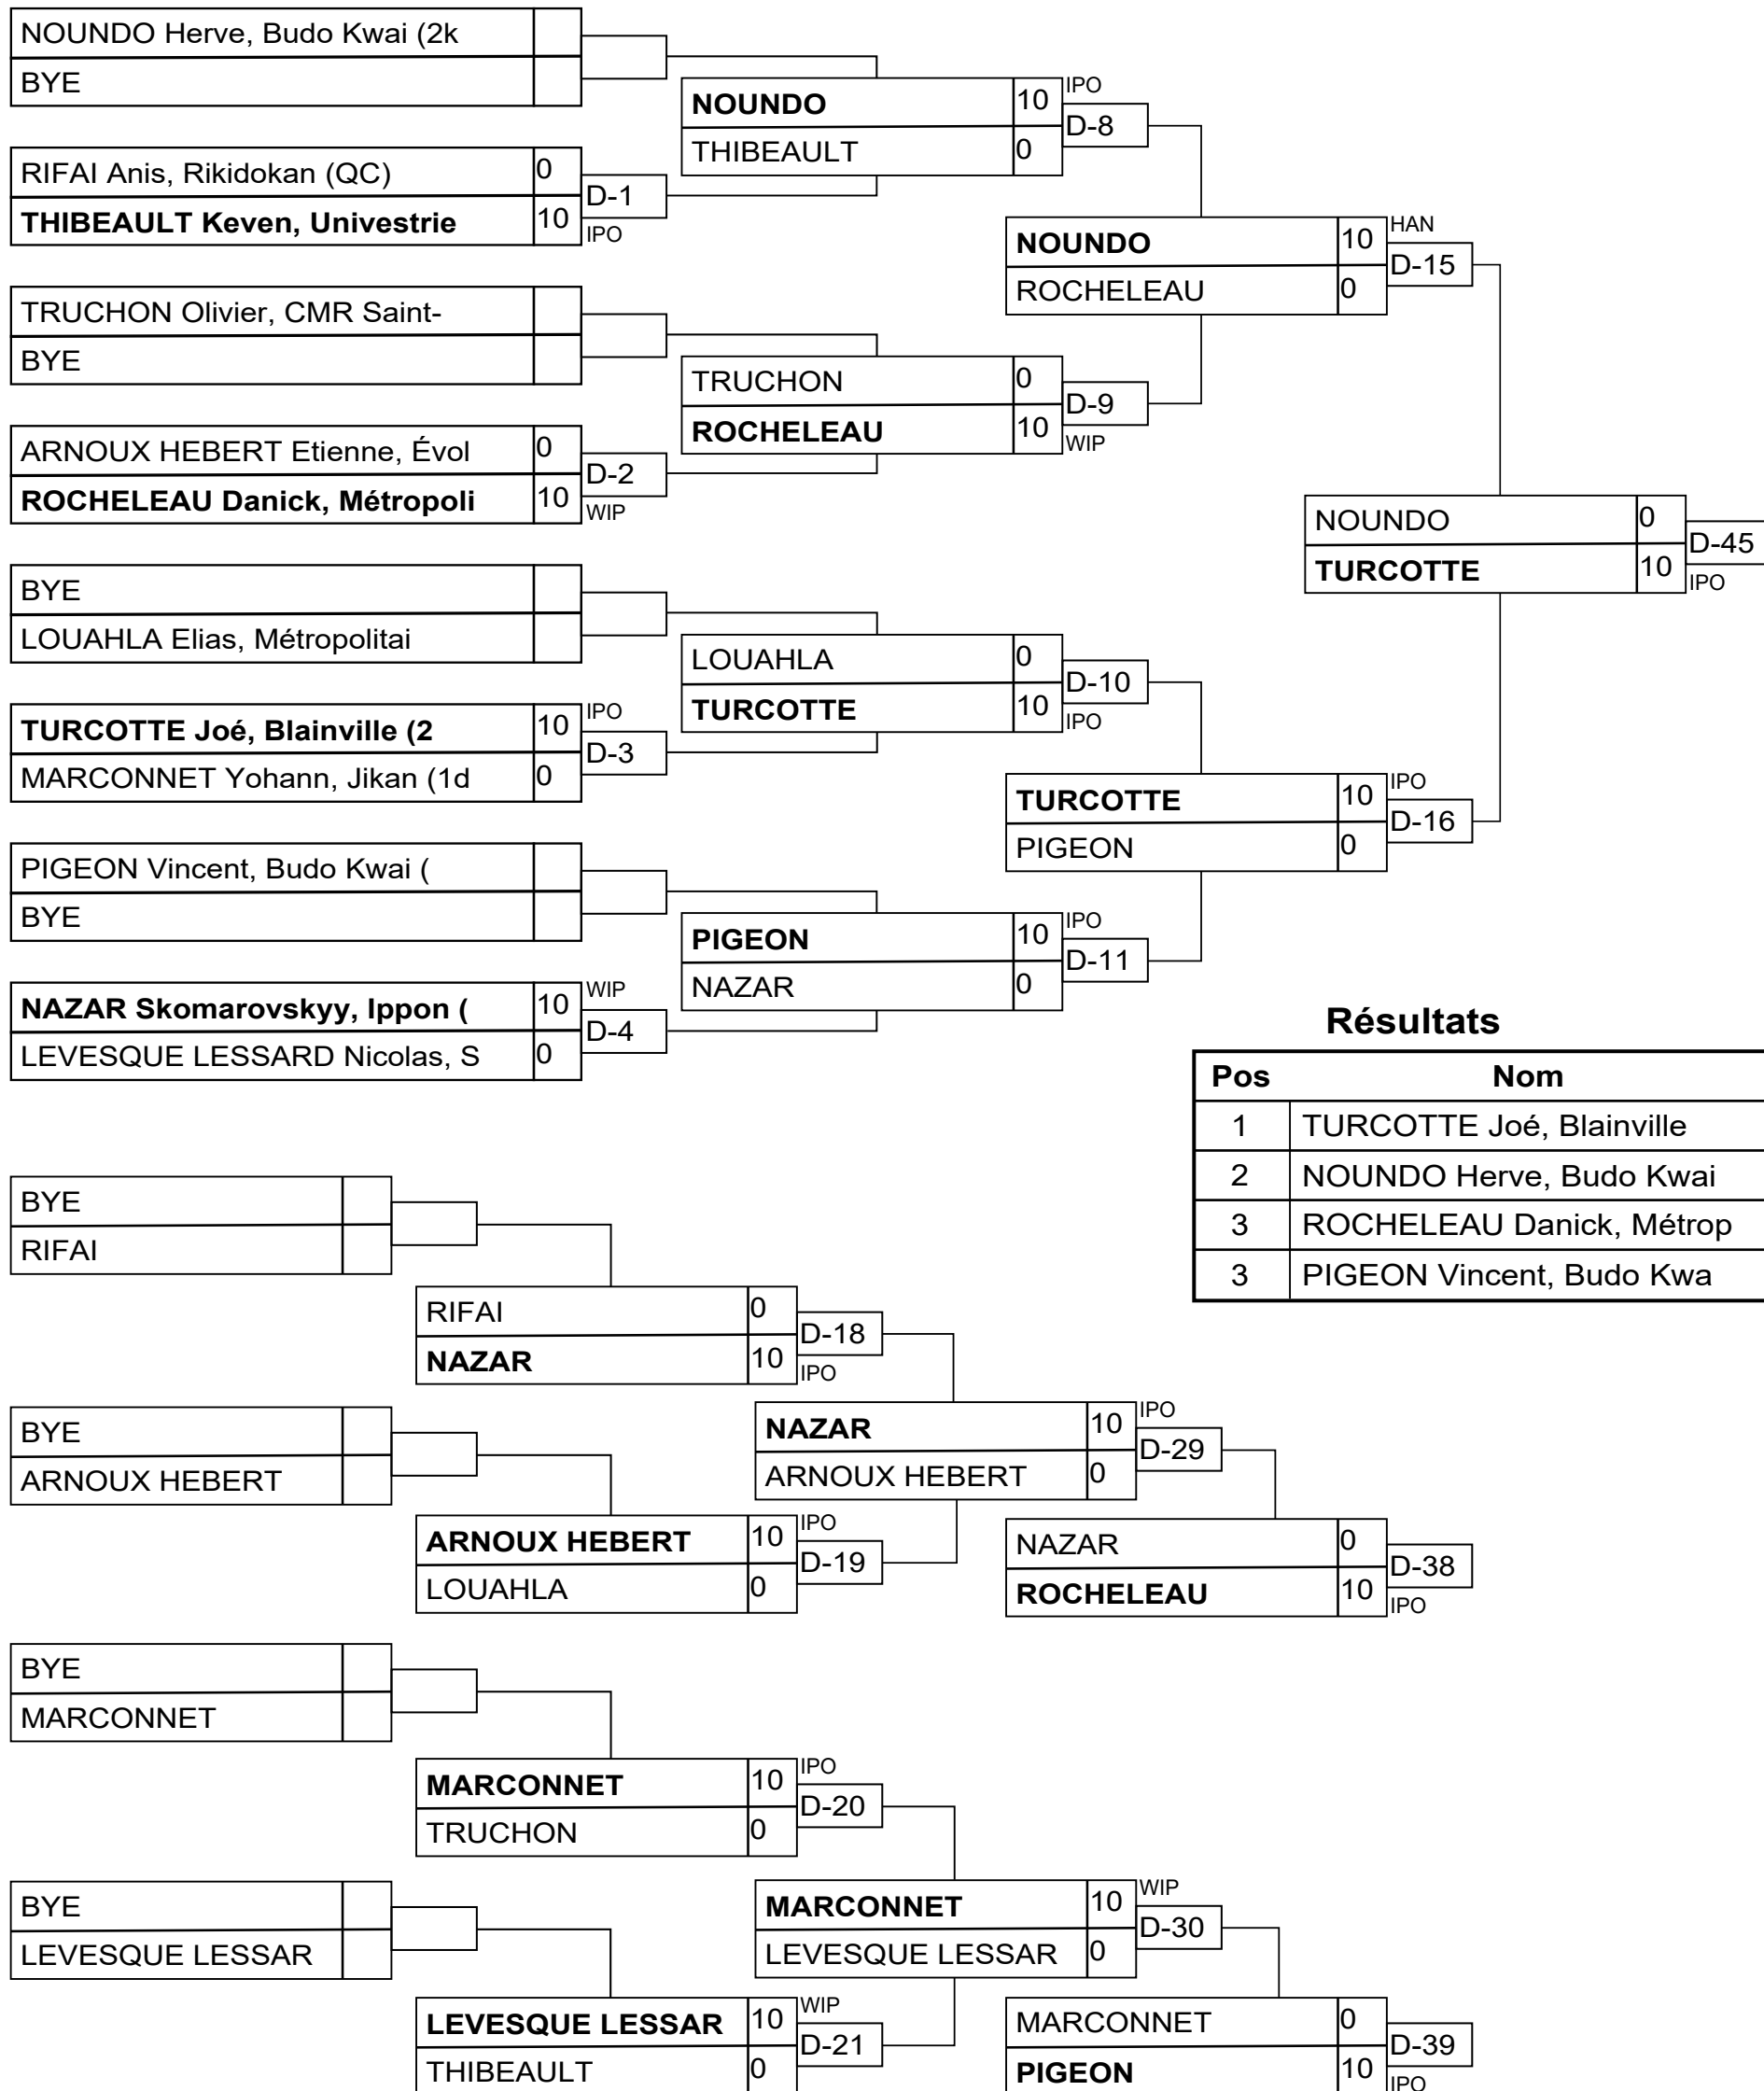 NOUNDO Herve, Budo Kwai (2k
BYE
RIFAI Anis, Rikidokan (QC) 0
D-1
THIBEAULT Keven, Univestrie 10
IPO
TRUCHON Olivier, CMR Saint-
BYE
ARNOUX HEBERT Etienne, Évol 0
D-2
ROCHELEAU Danick, Métropoli 10
WIP
BYE
LOUAHLA Elias, Métropolitai
TURCOTTE Joé, Blainville (2 10
IPO
D-3
MARCONNET Yohann, Jikan (1d 0
PIGEON Vincent, Budo Kwai (
BYE
NAZAR Skomarovskyy, Ippon ( 10
WIP
D-4
LEVESQUE LESSARD Nicolas, S 0
NOUNDO 10
IPO
D-8
THIBEAULT 0
TRUCHON 0
D-9
ROCHELEAU 10
WIP
LOUAHLA 0
D-10
TURCOTTE 10
IPO
PIGEON 10
IPO
D-11
NAZAR 0
NOUNDO 10
HAN
D-15
ROCHELEAU 0
TURCOTTE 10
IPO
D-16
PIGEON 0
NOUNDO 0
D-45
TURCOTTE 10
IPO
Résultats
Pos Nom
1 TURCOTTE Joé, Blainville
2 NOUNDO Herve, Budo Kwai
3 ROCHELEAU Danick, Métrop
3 PIGEON Vincent, Budo Kwa
BYE
RIFAI
BYE
ARNOUX HEBERT
RIFAI 0
D-18
NAZAR 10
IPO
ARNOUX HEBERT 10
IPO
D-19
LOUAHLA 0
NAZAR 10
IPO
D-29
ARNOUX HEBERT 0
NAZAR 0
D-38
ROCHELEAU 10
IPO
BYE
MARCONNET
BYE
LEVESQUE LESSAR
MARCONNET 10
IPO
D-20
TRUCHON 0
LEVESQUE LESSAR 10
WIP
D-21
THIBEAULT 0
MARCONNET 10
WIP
D-30
LEVESQUE LESSAR 0
MARCONNET 0
D-39
PIGEON 10
IPO